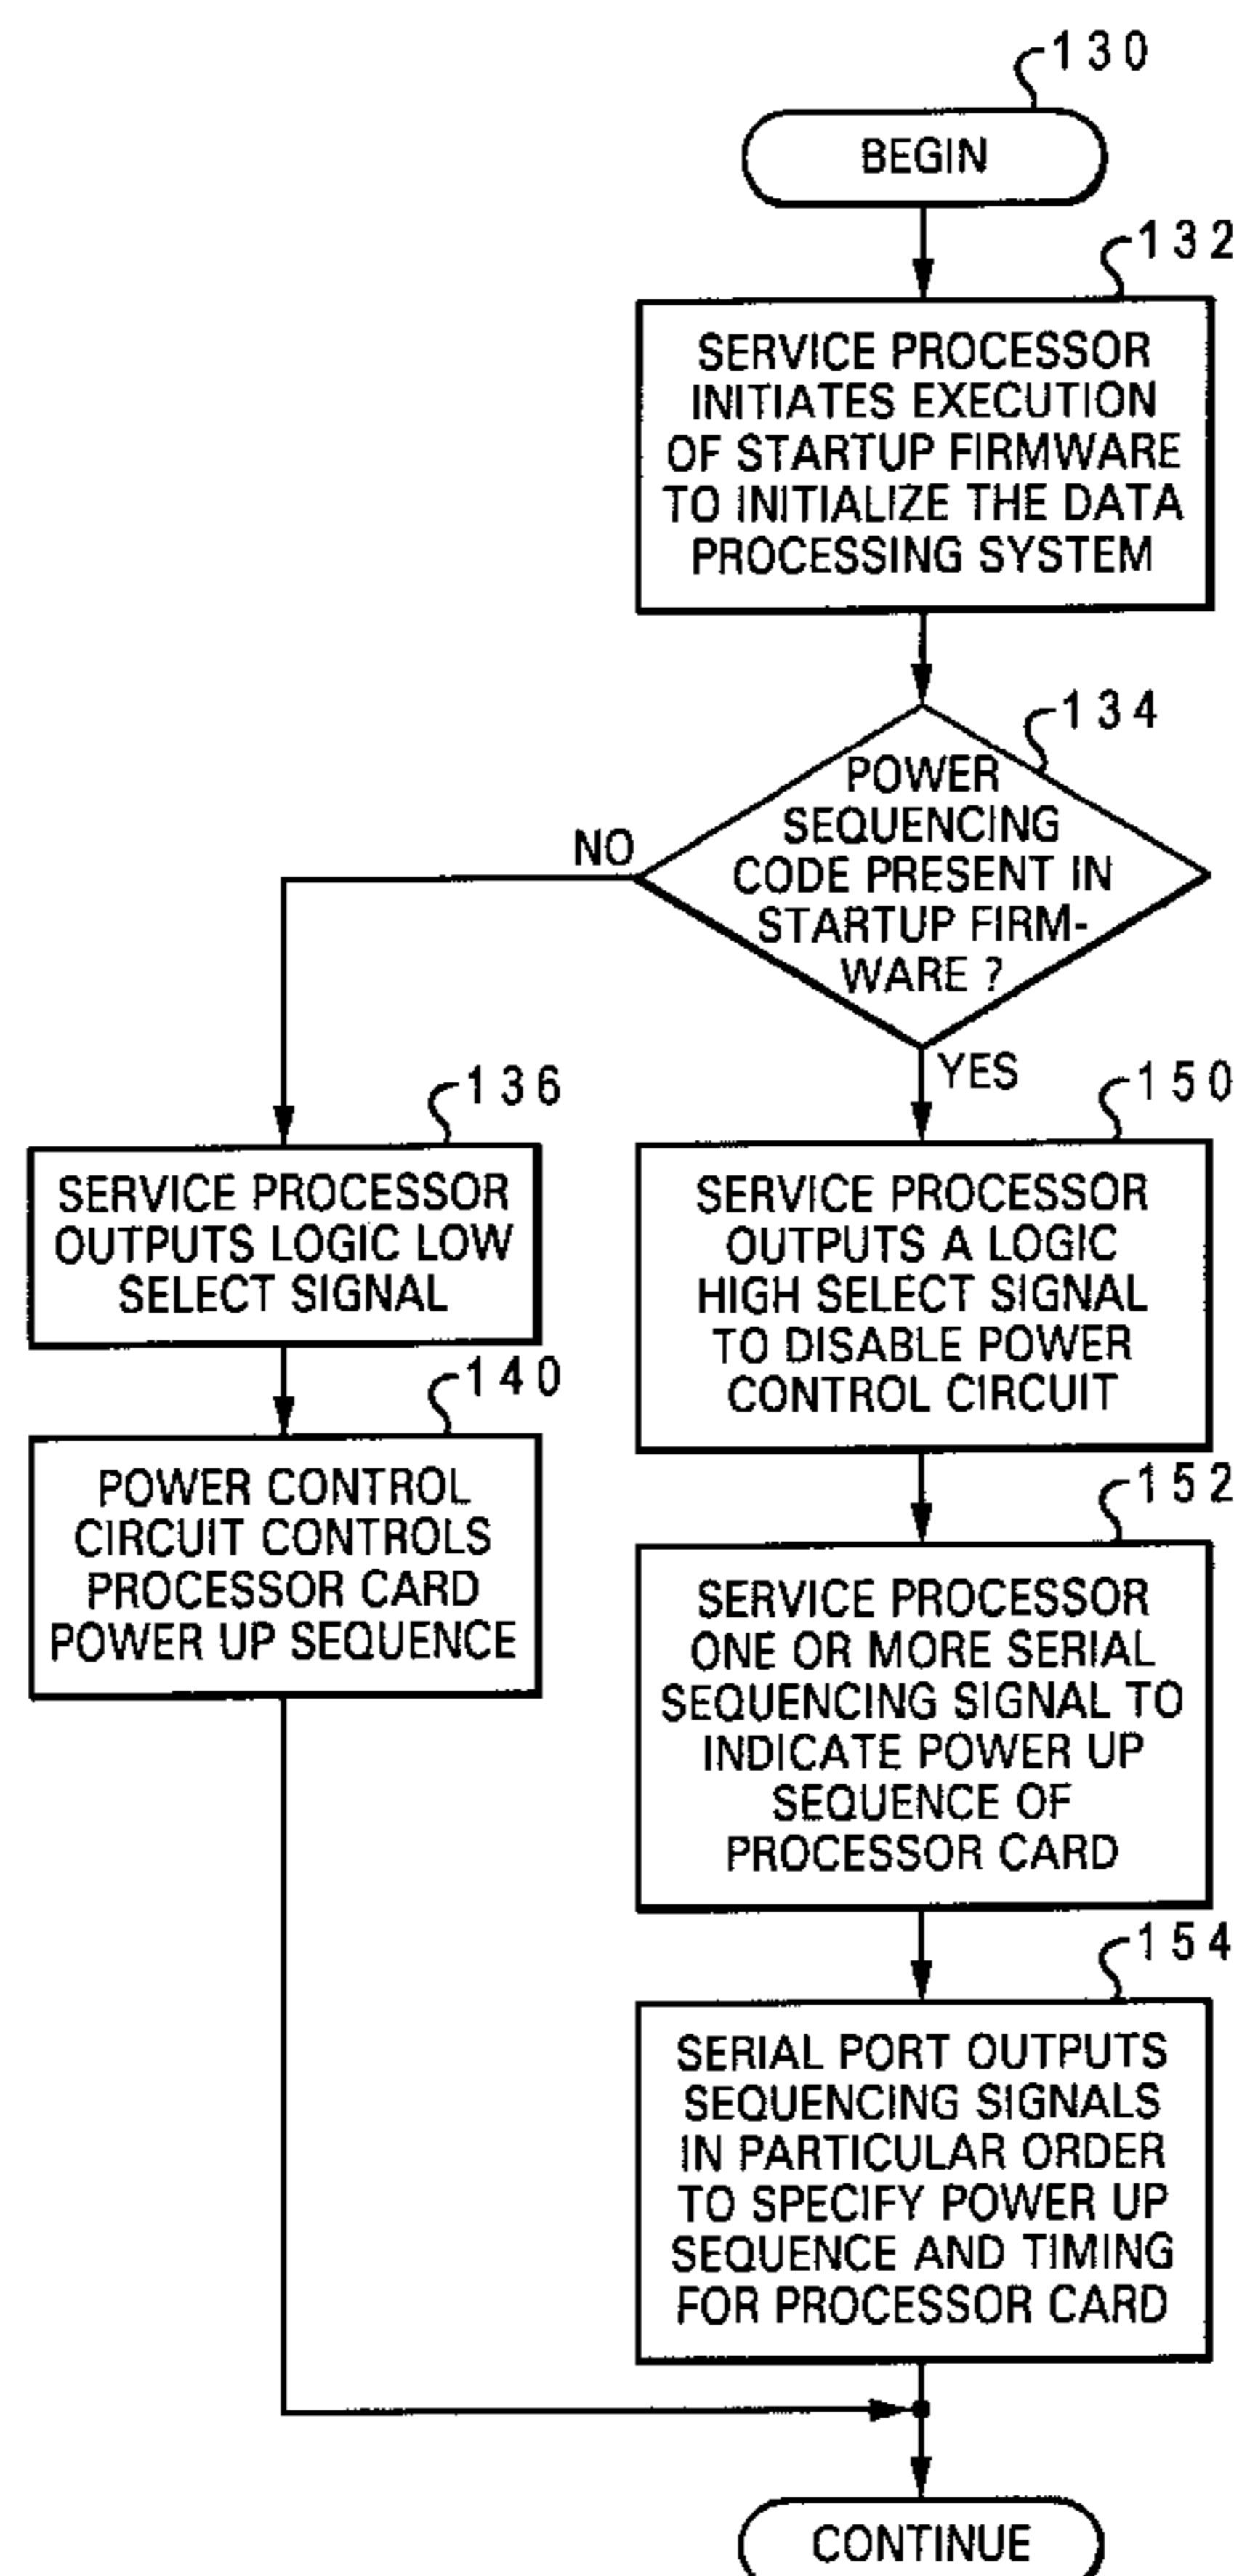 130
BEGIN
132
SERVICE PROCESSOR
INITIATES EXECUTION
OF STARTUP FIRMWARE
TO INITIALIZE THE DATA
PROCESSING SYSTEM
134
POWER
SEQUENCING
CODE PRESENT IN
STARTUP FIRM-
WARE ?
NO
YES
136
SERVICE PROCESSOR
OUTPUTS LOGIC LOW
SELECT SIGNAL
140
POWER CONTROL
CIRCUIT CONTROLS
PROCESSOR CARD
POWER UP SEQUENCE
150
SERVICE PROCESSOR
OUTPUTS A LOGIC
HIGH SELECT SIGNAL
TO DISABLE POWER
CONTROL CIRCUIT
152
SERVICE PROCESSOR
ONE OR MORE SERIAL
SEQUENCING SIGNAL TO
INDICATE POWER UP
SEQUENCE OF
PROCESSOR CARD
154
SERIAL PORT OUTPUTS
SEQUENCING SIGNALS
IN PARTICULAR ORDER
TO SPECIFY POWER UP
SEQUENCE AND TIMING
FOR PROCESSOR CARD
CONTINUE